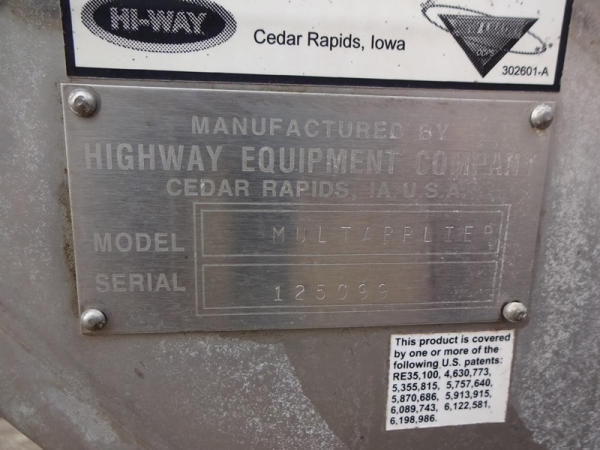 HI-WAY
Cedar Rapids, Iowa
302601-A
MANUFACTURED BY
HIGHWAY EQUIPMENT COMPANY
CEDAR RAPIDS, IA U.S.A.
MODEL MULTAPPLIER
SERIAL 125099
This product is covered
by one or more of the
following U.S. patents:
RE35,100, 4,630,773,
5,355,815, 5,757,640,
5,870,686, 5,913,915,
6,089,743, 6,122,581,
6,198,986.